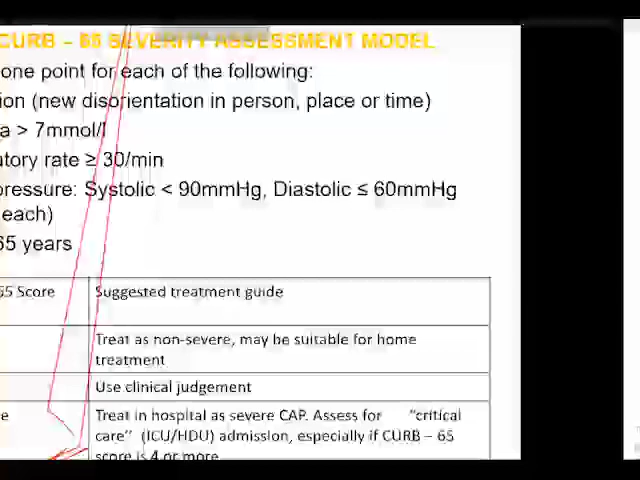 CURB – 65 SEVERITY ASSESSMENT MODEL
one point for each of the following:
ion (new disorientation in person, place or time)
a > 7mmol/l
atory rate ≥ 30/min
pressure: Systolic < 90mmHg, Diastolic ≤ 60mmHg
each)
65 years
65 Score Suggested treatment guide
Treat as non-severe, may be suitable for home
treatment
Use clinical judgement
e Treat in hospital as severe CAP. Assess for "critical
care" (ICU/HDU) admission, especially if CURB – 65
score is 4 or more